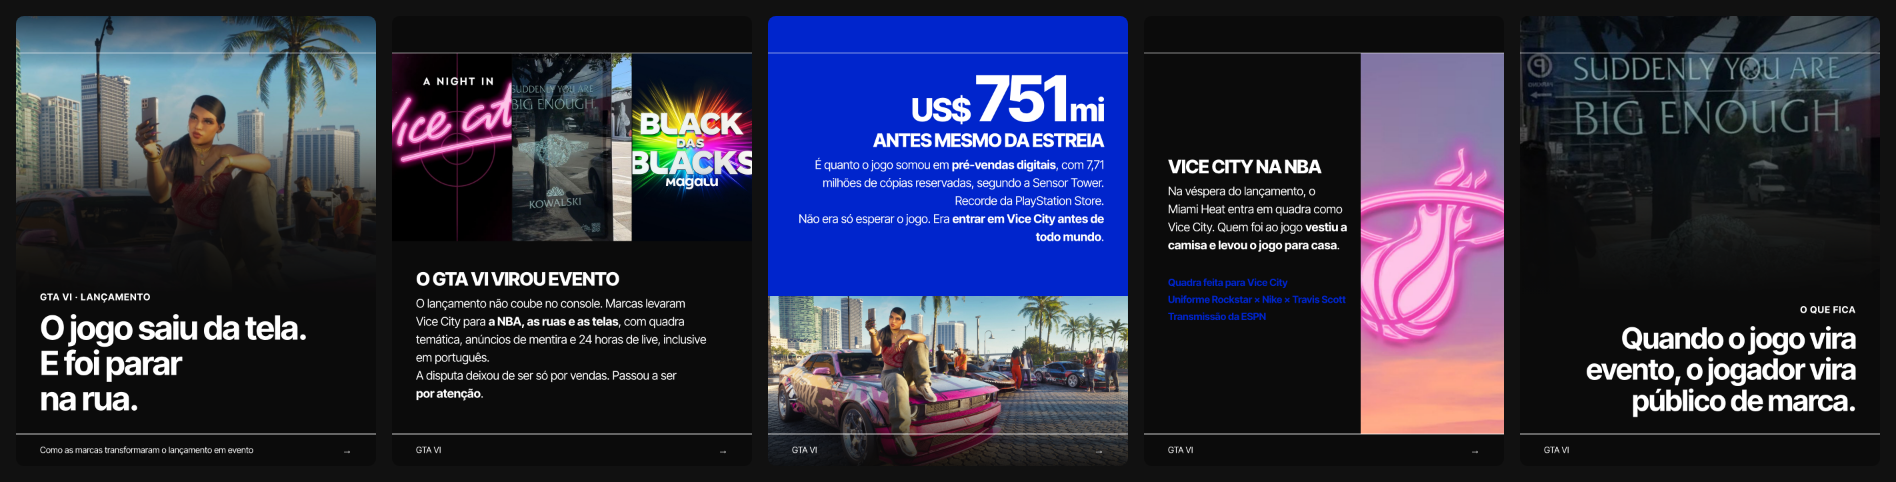 GTA VI · LANÇAMENTO
O jogo saiu da tela.
E foi parar
na rua.
Como as marcas transformaram o lançamento em evento
→
A NIGHT IN
Vice cit
SUDDENLY YOU ARE
BIG ENOUGH.
KOWALSKI
BLACK
DAS
BLACKS
Magalu
O GTA VI VIROU EVENTO
O lançamento não coube no console. Marcas levaram
Vice City para a NBA, as ruas e as telas, com quadra
temática, anúncios de mentira e 24 horas de live, inclusive
em português.
A disputa deixou de ser só por vendas. Passou a ser
por atenção.
GTA VI
→
US$ 751 mi
ANTES MESMO DA ESTREIA
É quanto o jogo somou em pré-vendas digitais, com 7,71
milhões de cópias reservadas, segundo a Sensor Tower.
Recorde da PlayStation Store.
Não era só esperar o jogo. Era entrar em Vice City antes de
todo mundo.
GTA VI
→
VICE CITY NA NBA
Na véspera do lançamento, o
Miami Heat entra em quadra como
Vice City. Quem foi ao jogo vestiu a
camisa e levou o jogo para casa.
Quadra feita para Vice City
Uniforme Rockstar × Nike × Travis Scott
Transmissão da ESPN
GTA VI
→
SUDDENLY YOU ARE
BIG ENOUGH.
O QUE FICA
Quando o jogo vira
evento, o jogador vira
público de marca.
GTA VI